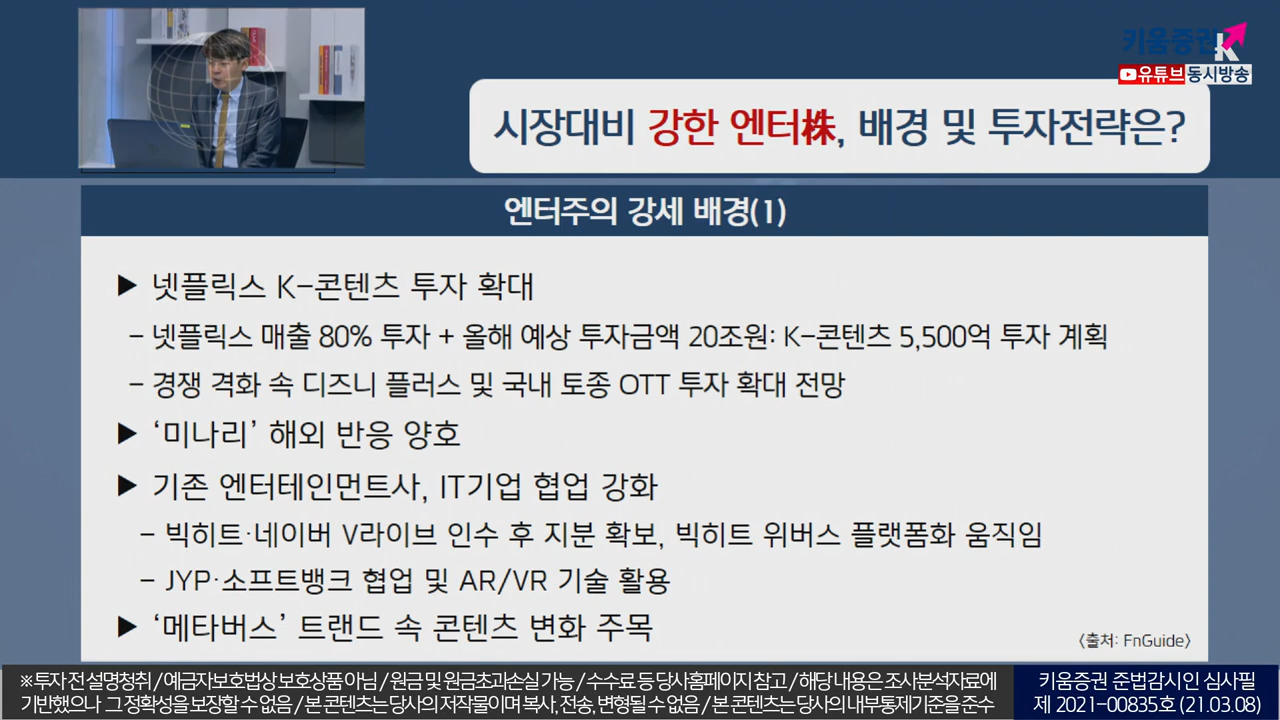 키움증권
유튜브 동시방송
시장대비 강한 엔터株, 배경 및 투자전략은?
엔터주의 강세 배경(1)
▶ 넷플릭스 K-콘텐츠 투자 확대
- 넷플릭스 매출 80% 투자 + 올해 예상 투자금액 20조원: K-콘텐츠 5,500억 투자 계획
- 경쟁 격화 속 디즈니 플러스 및 국내 토종 OTT 투자 확대 전망
▶ ‘미나리’ 해외 반응 양호
▶ 기존 엔터테인먼트사, IT기업 협업 강화
- 빅히트·네이버 V라이브 인수 후 지분 확보, 빅히트 위버스 플랫폼화 움직임
- JYP·소프트뱅크 협업 및 AR/VR 기술 활용
▶ ‘메타버스’ 트랜드 속 콘텐츠 변화 주목
<출처: FnGuide>
※ 투자 전 설명청취 / 예금자보호법상 보호상품 아님 / 원금 및 원금초과손실 가능 / 수수료 등 당사홈페이지 참고 / 해당 내용은 조사분석자료에
기반했으나 그 정확성을 보장할 수 없음 / 본 콘텐츠는 당사의 저작물이며 복사, 전송, 변형될 수 없음 / 본 콘텐츠는 당사의 내부통제기준을 준수
키움증권 준법감시인 심사필
제 2021-00835호 (21.03.08)